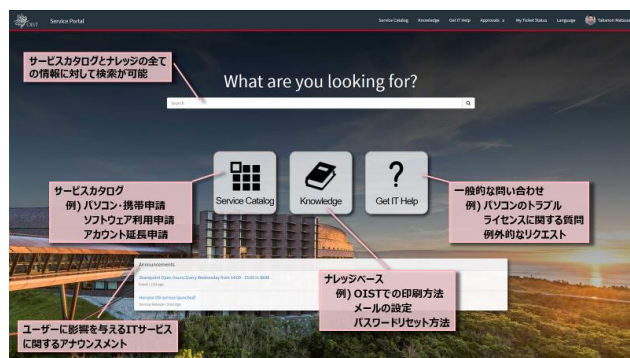 OIST
Service Portal
Service Catalog Knowledge Get IT Help Approvals My Ticket Status Language
サービスカタログとナレッジの全て
の情報に対して検索が可能
What are you looking for?
Search
サービスカタログ
例) パソコン・携帯申請
ソフトウェア利用申請
アカウント延長申請
Service Catalog
Knowledge
Get IT Help
一般的な問い合わせ
例) パソコンのトラブル
ライセンスに関する質問
例外的なリクエスト
Announcements
ナレッジベース
例) OISTでの印刷方法
メールの設定
パスワードリセット方法
ユーザーに影響を与えるITサービス
に関するアナウンスメント